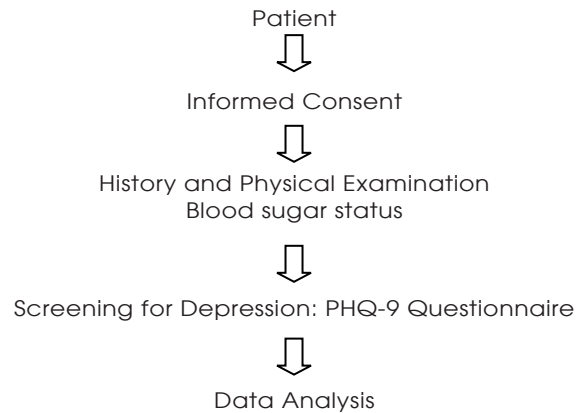 Patient
Informed Consent
History and Physical Examination
Blood sugar status
Screening for Depression: PHQ-9 Questionnaire
Data Analysis